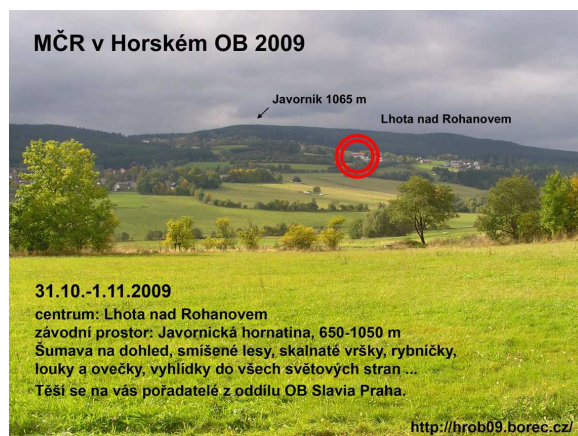 MČR v Horském OB 2009
Javorník 1065 m
Lhota nad Rohanovem
31.10.-1.11.2009
centrum: Lhota nad Rohanovem
závodní prostor: Javornická hornatina, 650-1050 m
Šumava na dohled, smíšené lesy, skalnaté vršky, rybníčky,
louky a ovečky, vyhlídky do všech světových stran ...
Těší se na vás pořadatelé z oddílu OB Slavia Praha.
http://hrob09.borec.cz/